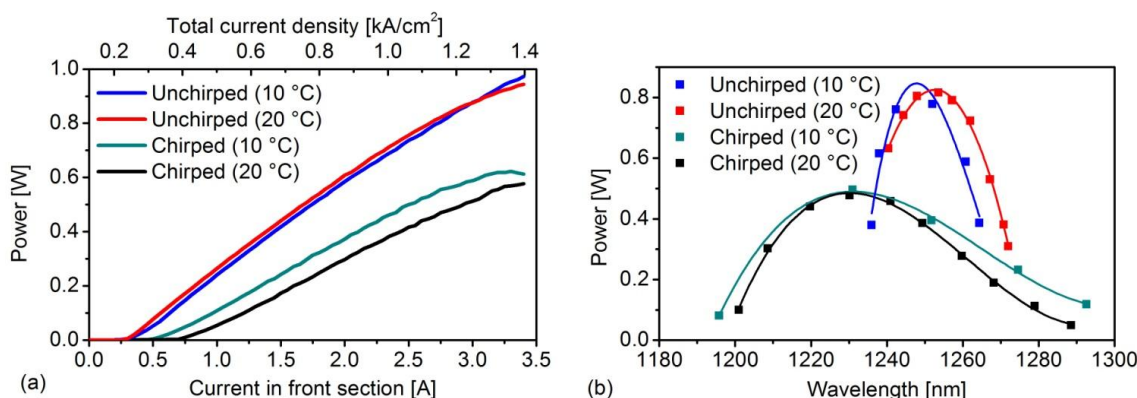 Total current density [kA/cm²]
0.2 0.4 0.6 0.8 1.0 1.2 1.4
1.0
0.8
0.6
0.4
0.2
0.0
Power [W]
Unchirped (10 °C)
Unchirped (20 °C)
Chirped (10 °C)
Chirped (20 °C)
0.0 0.5 1.0 1.5 2.0 2.5 3.0 3.5
Current in front section [A]
(a)
0.8
0.6
0.4
0.2
0.0
Power [W]
Unchirped (10 °C)
Unchirped (20 °C)
Chirped (10 °C)
Chirped (20 °C)
1180 1200 1220 1240 1260 1280 1300
Wavelength [nm]
(b)